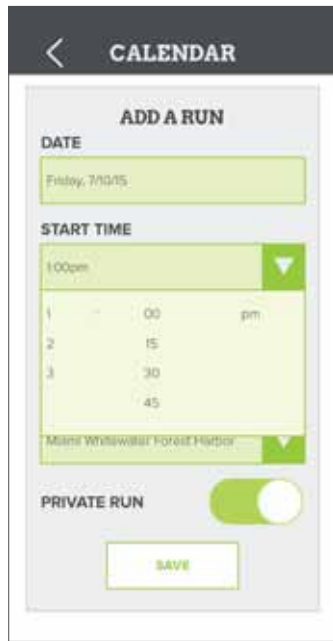 CALENDAR
ADD A RUN
DATE
Friday, 7/10/15
START TIME
1:00pm
1 00 pm
2 15
3 30
45
Miami Whitewater Forest Harbor
PRIVATE RUN
SAVE